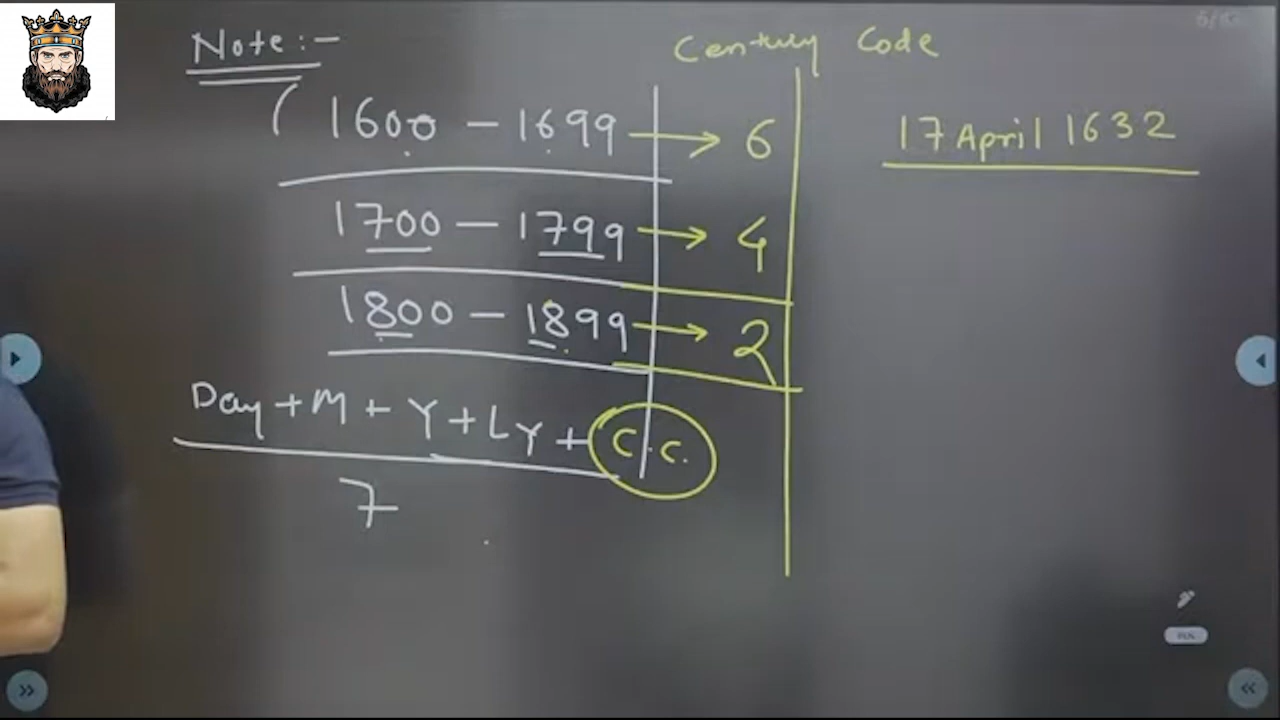 Note:-
Century Code
(1600 - 1699 → 6
17 April 1632
1700 - 1799 → 4
1800 - 1899 → 2
Day + M + Y + LY + C.C.
7